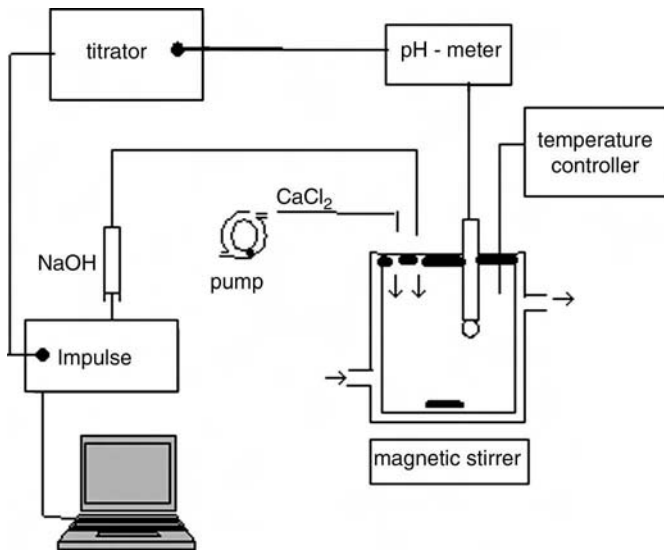 titrator
pH - meter
temperature
controller
CaCl₂
NaOH
pump
Impulse
magnetic stirrer